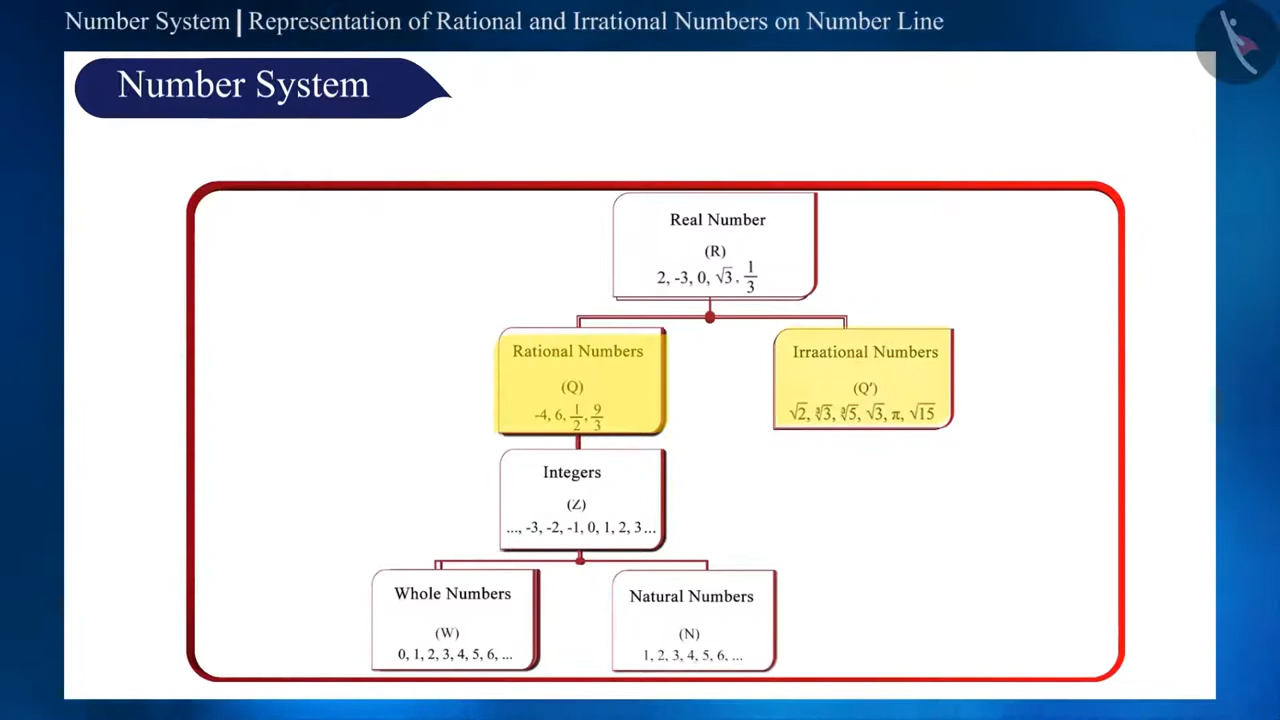 Number System | Representation of Rational and Irrational Numbers on Number Line
Number System
Real Number
(R)
2, -3, 0, √3, 1/3
Rational Numbers
(Q)
-4, 6, 1/2, 9/3
Irraational Numbers
(Q′)
√2, ∛3, ∛5, √3, π, √15
Integers
(Z)
..., -3, -2, -1, 0, 1, 2, 3...
Whole Numbers
(W)
0, 1, 2, 3, 4, 5, 6, ...
Natural Numbers
(N)
1, 2, 3, 4, 5, 6, ...